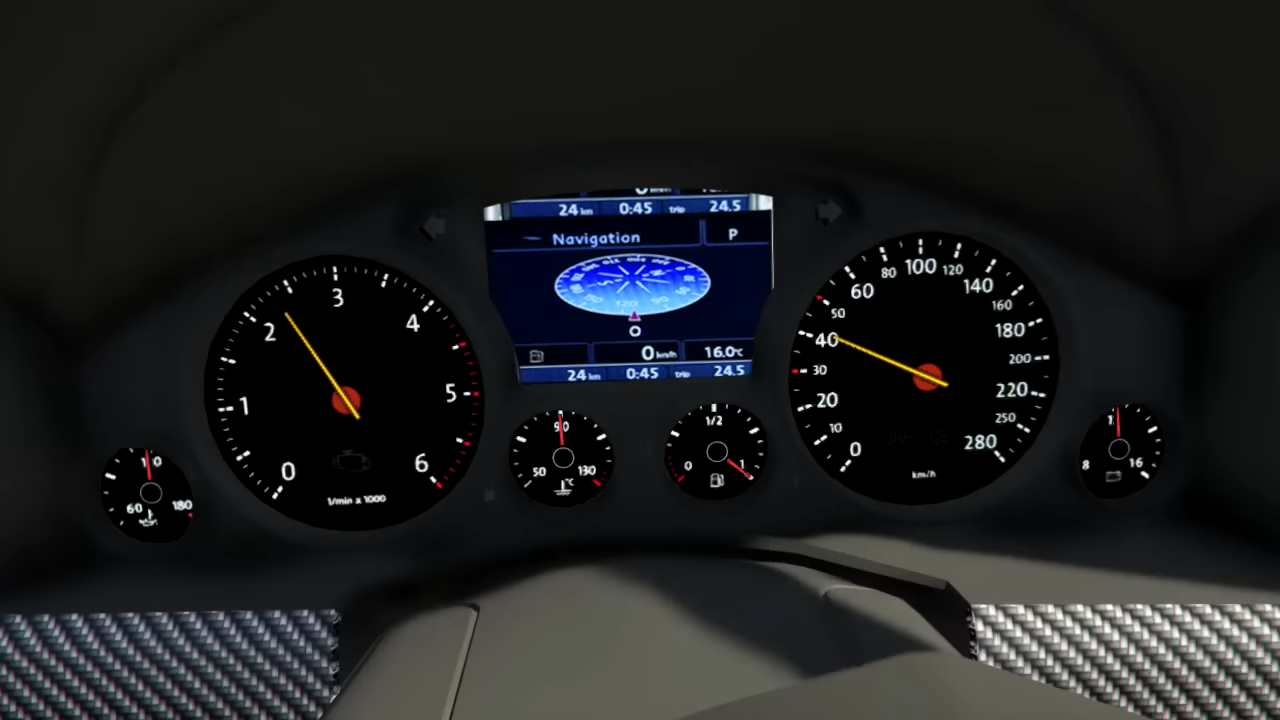 24 km 0:45 trip 24.5
Navigation P
120
0 km/h 16.0°C
24 km 0:45 trip 24.5
0 1 2 3 4 5 6
1/min x 1000
60 180
50 90 130
°C
0 1/2 1
0 10 20 30 40 50 60 80 100 120 140 160 180 200 220 250 280
km/h
8 16